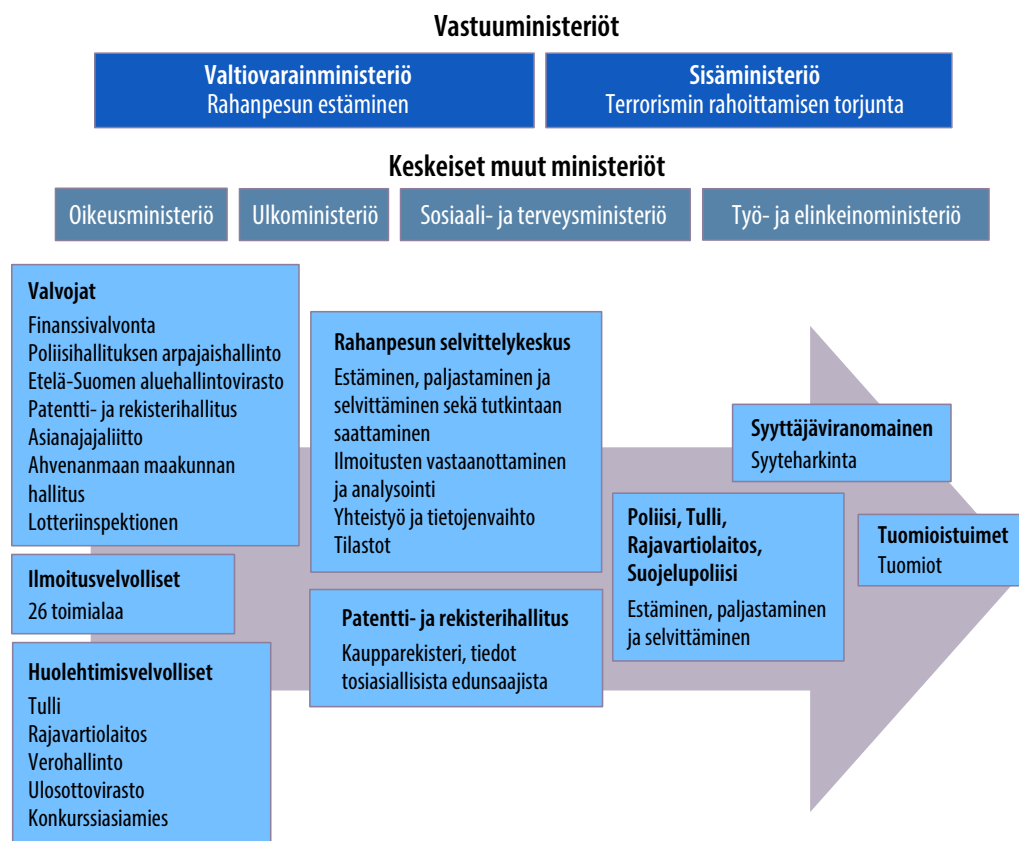 Vastuuministeriöt
Valtiovarainministeriö
Rahanpesun estäminen
Sisäministeriö
Terrorismin rahoittamisen torjunta
Keskeiset muut ministeriöt
Oikeusministeriö
Ulkoministeriö
Sosiaali- ja terveysministeriö
Työ- ja elinkeinoministeriö
Valvojat
Finanssivalvonta
Poliisihallituksen arpajaishallinto
Etelä-Suomen aluehallintovirasto
Patentti- ja rekisterihallitus
Asianajajaliitto
Ahvenanmaan maakunnan
hallitus
Lotteriinspektionen
Ilmoitusvelvolliset
26 toimialaa
Huolehtimisvelvolliset
Tulli
Rajavartiolaitos
Verohallinto
Ulosottovirasto
Konkurssiasiamies
Rahanpesun selvittelykeskus
Estäminen, paljastaminen ja
selvittäminen sekä tutkintaan
saattaminen
Ilmoitusten vastaanottaminen
ja analysointi
Yhteistyö ja tietojenvaihto
Tilastot
Patentti- ja rekisterihallitus
Kaupparekisteri, tiedot
tosiasiallisista edunsaajista
Poliisi, Tulli,
Rajavartiolaitos,
Suojelupoliisi
Estäminen, paljastaminen
ja selvittäminen
Syyttäjäviranomainen
Syyteharkinta
Tuomioistuimet
Tuomiot